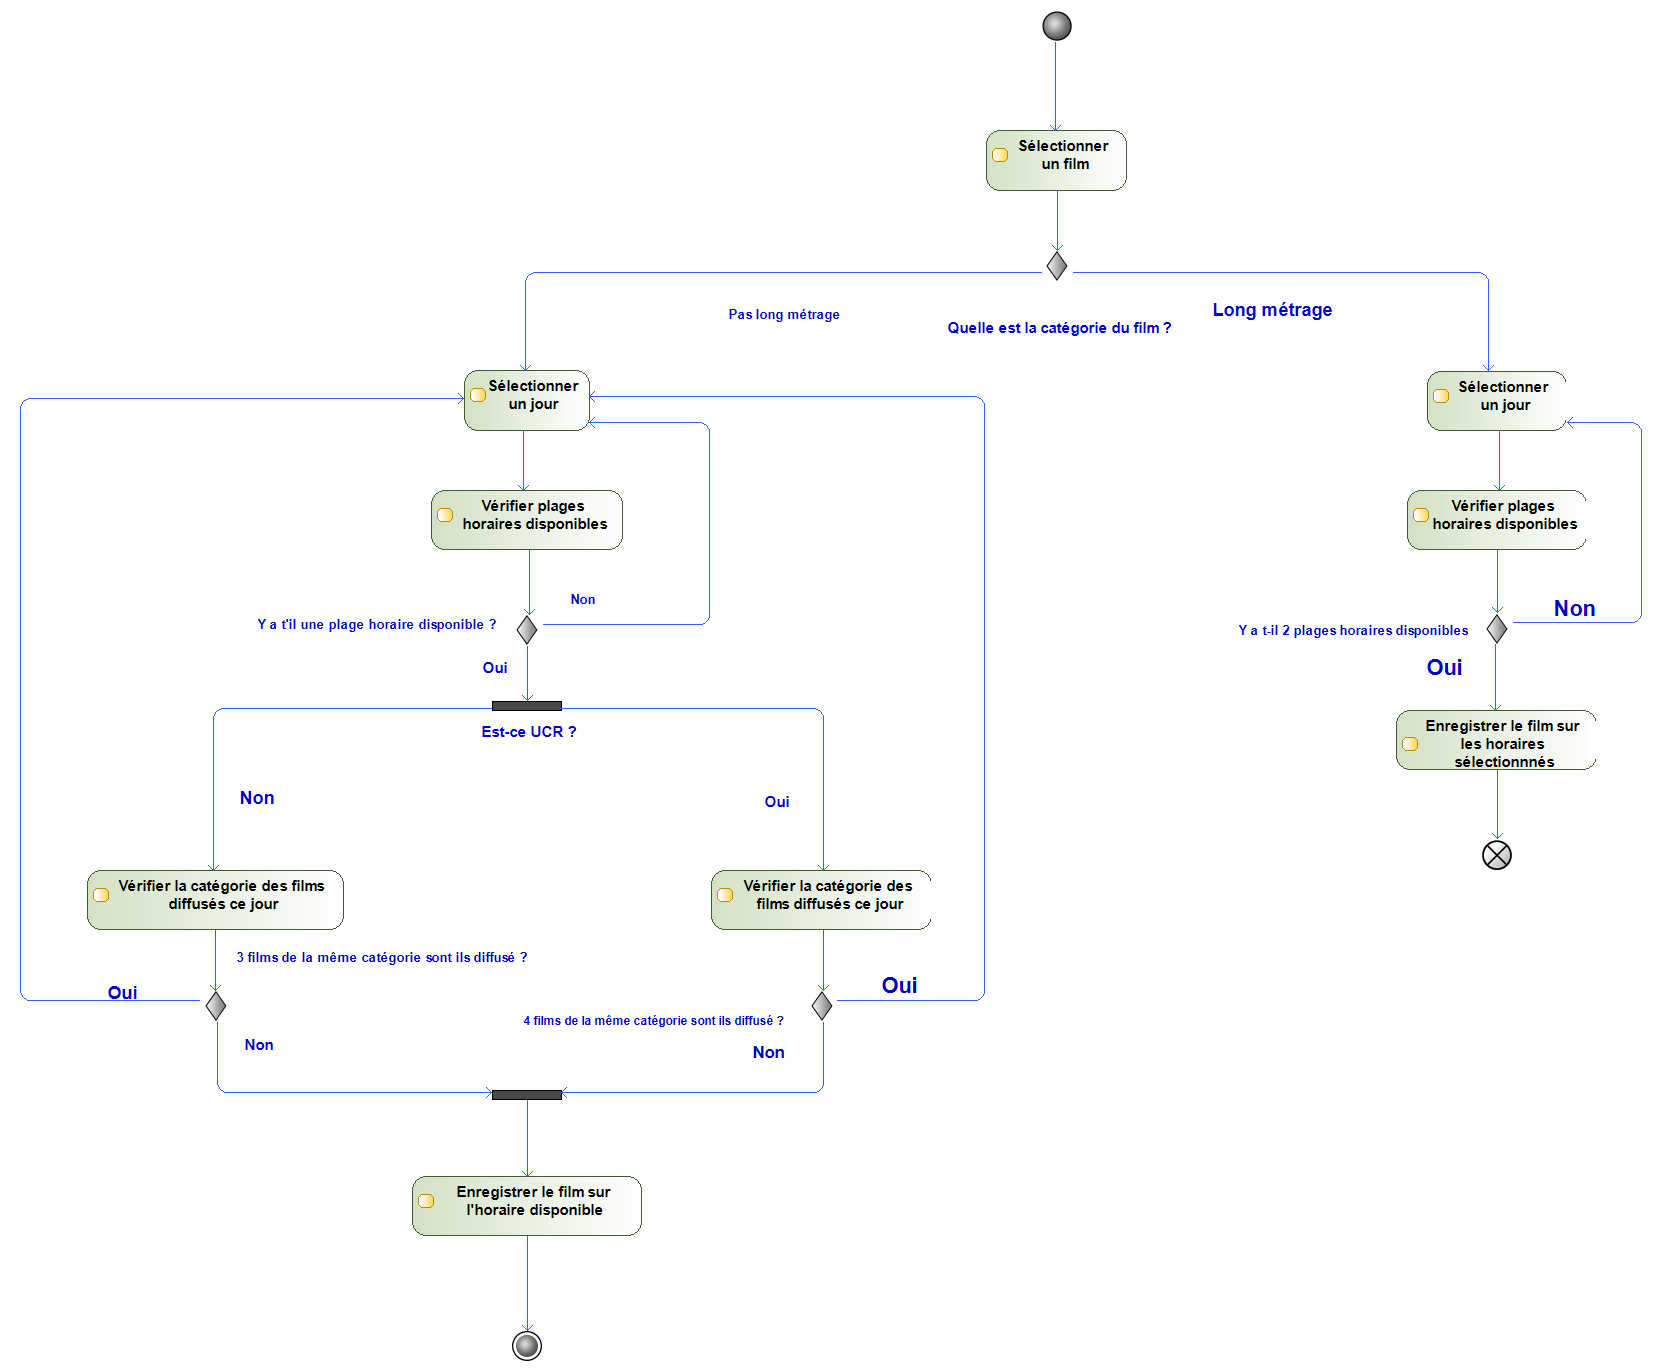 Sélectionner
un film
Pas long métrage
Long métrage
Quelle est la catégorie du film ?
Sélectionner
un jour
Sélectionner
un jour
Vérifier plages
horaires disponibles
Vérifier plages
horaires disponibles
Non
Non
Y a t'il une plage horaire disponible ?
Y a t-il 2 plages horaires disponibles
Oui
Oui
Est-ce UCR ?
Enregistrer le film sur
les horaires
sélectionnnés
Non
Oui
Vérifier la catégorie des films
diffusés ce jour
Vérifier la catégorie des
films diffusés ce jour
3 films de la même catégorie sont ils diffusé ?
Oui
Oui
4 films de la même catégorie sont ils diffusé ?
Non
Non
Enregistrer le film sur
l'horaire disponible